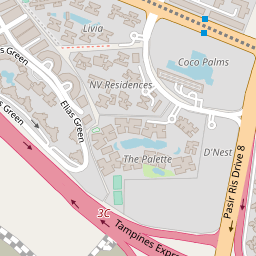 Livia
Coco Palms
Elias Green
NV Residences
Elias Green
The Palette
D'Nest
Pasir Ris Drive 8
3C
Tampines Expre